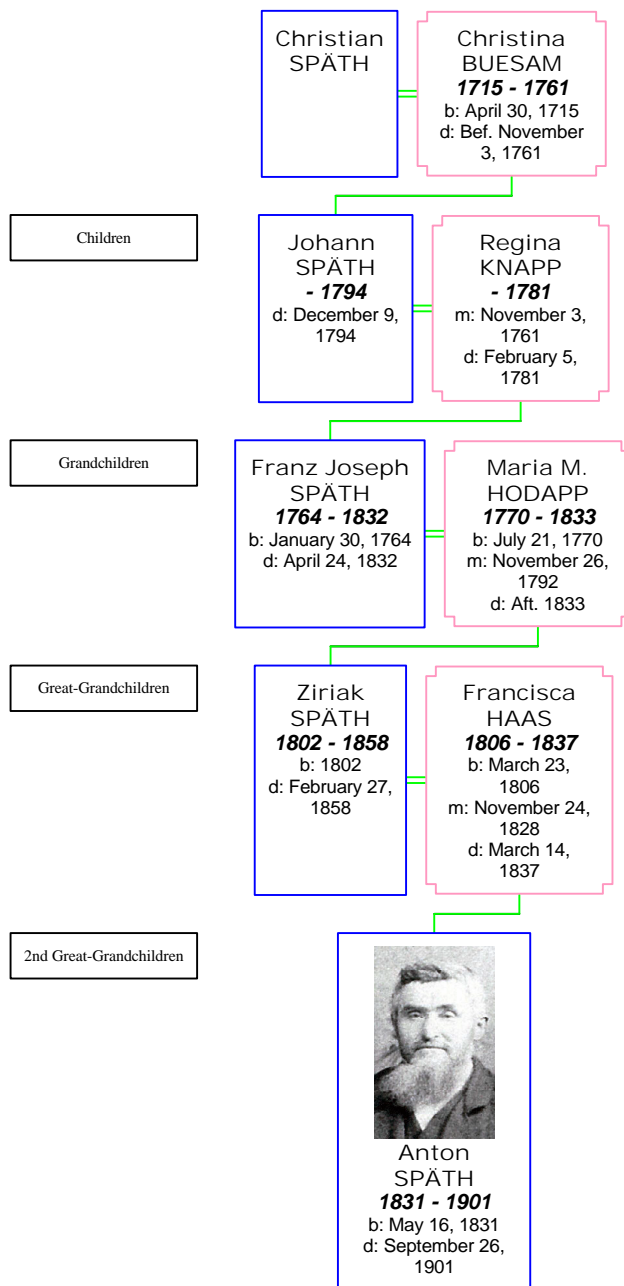 Christian
SPÄTH
Christina
BUESAM
1715 - 1761
b: April 30, 1715
d: Bef. November
3, 1761
Children
Johann
SPÄTH
- 1794
d: December 9,
1794
Regina
KNAPP
- 1781
m: November 3,
1761
d: February 5,
1781
Grandchildren
Franz Joseph
SPÄTH
1764 - 1832
b: January 30, 1764
d: April 24, 1832
Maria M.
HODAPP
1770 - 1833
b: July 21, 1770
m: November 26,
1792
d: Aft. 1833
Great-Grandchildren
Ziriak
SPÄTH
1802 - 1858
b: 1802
d: February 27,
1858
Francisca
HAAS
1806 - 1837
b: March 23,
1806
m: November 24,
1828
d: March 14,
1837
2nd Great-Grandchildren
Anton
SPÄTH
1831 - 1901
b: May 16, 1831
d: September 26,
1901